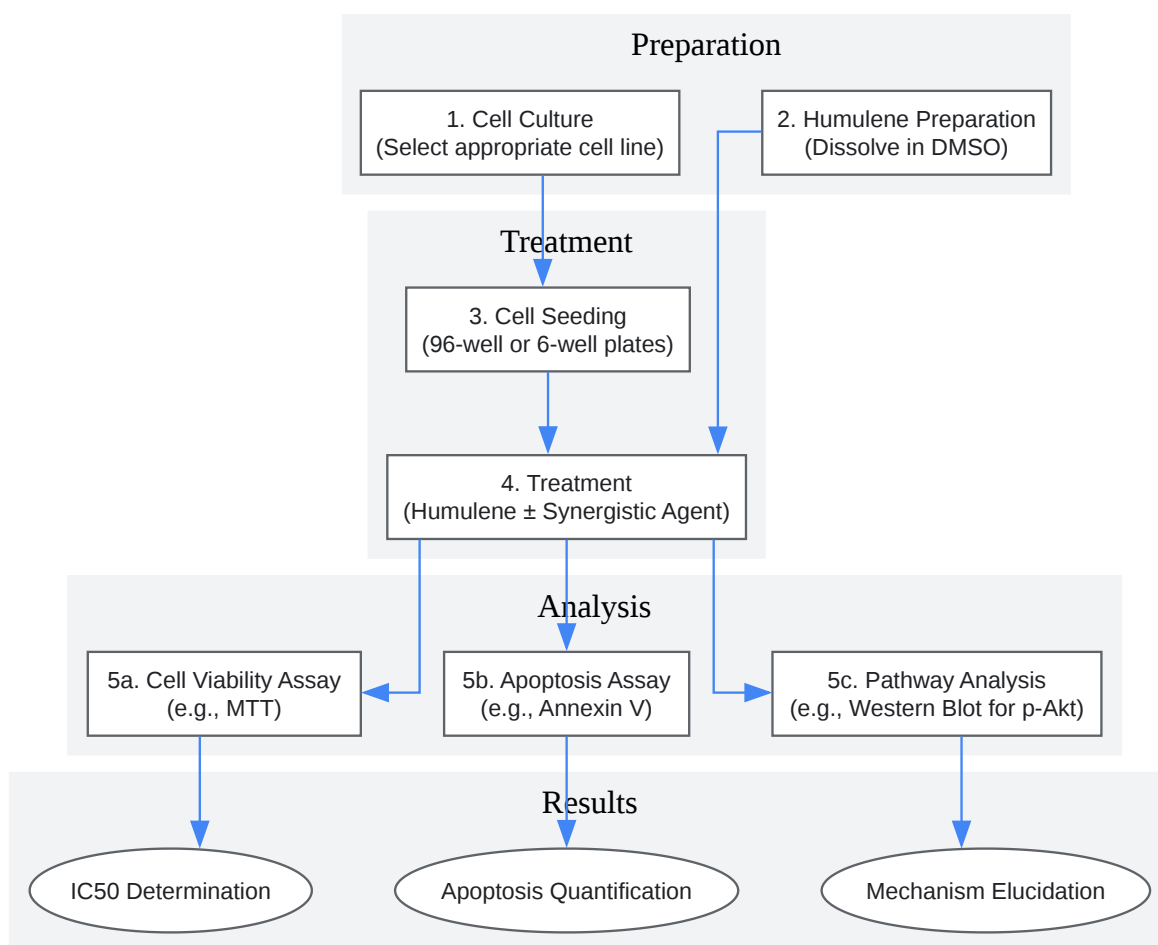 Preparation
1. Cell Culture
(Select appropriate cell line)
2. Humulene Preparation
(Dissolve in DMSO)
Treatment
3. Cell Seeding
(96-well or 6-well plates)
4. Treatment
(Humulene ± Synergistic Agent)
Analysis
5a. Cell Viability Assay
(e.g., MTT)
5b. Apoptosis Assay
(e.g., Annexin V)
5c. Pathway Analysis
(e.g., Western Blot for p-Akt)
Results
IC50 Determination
Apoptosis Quantification
Mechanism Elucidation